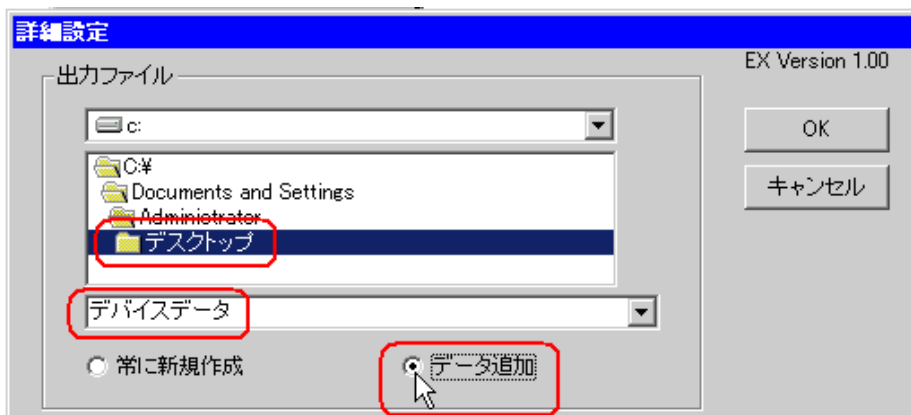 詳細設定
EX Version 1.00
出力ファイル
c:
OK
C:¥
Documents and Settings
キャンセル
Administrator
デスクトップ
デバイスデータ
常に新規作成
データ追加